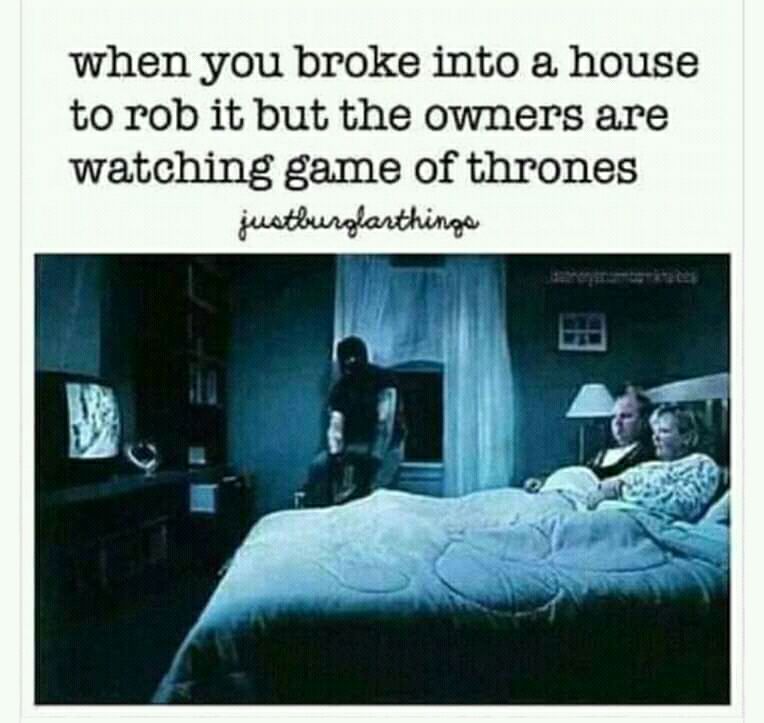 when you broke into a house
to rob it but the owners are
watching game of thrones
justburglarthings